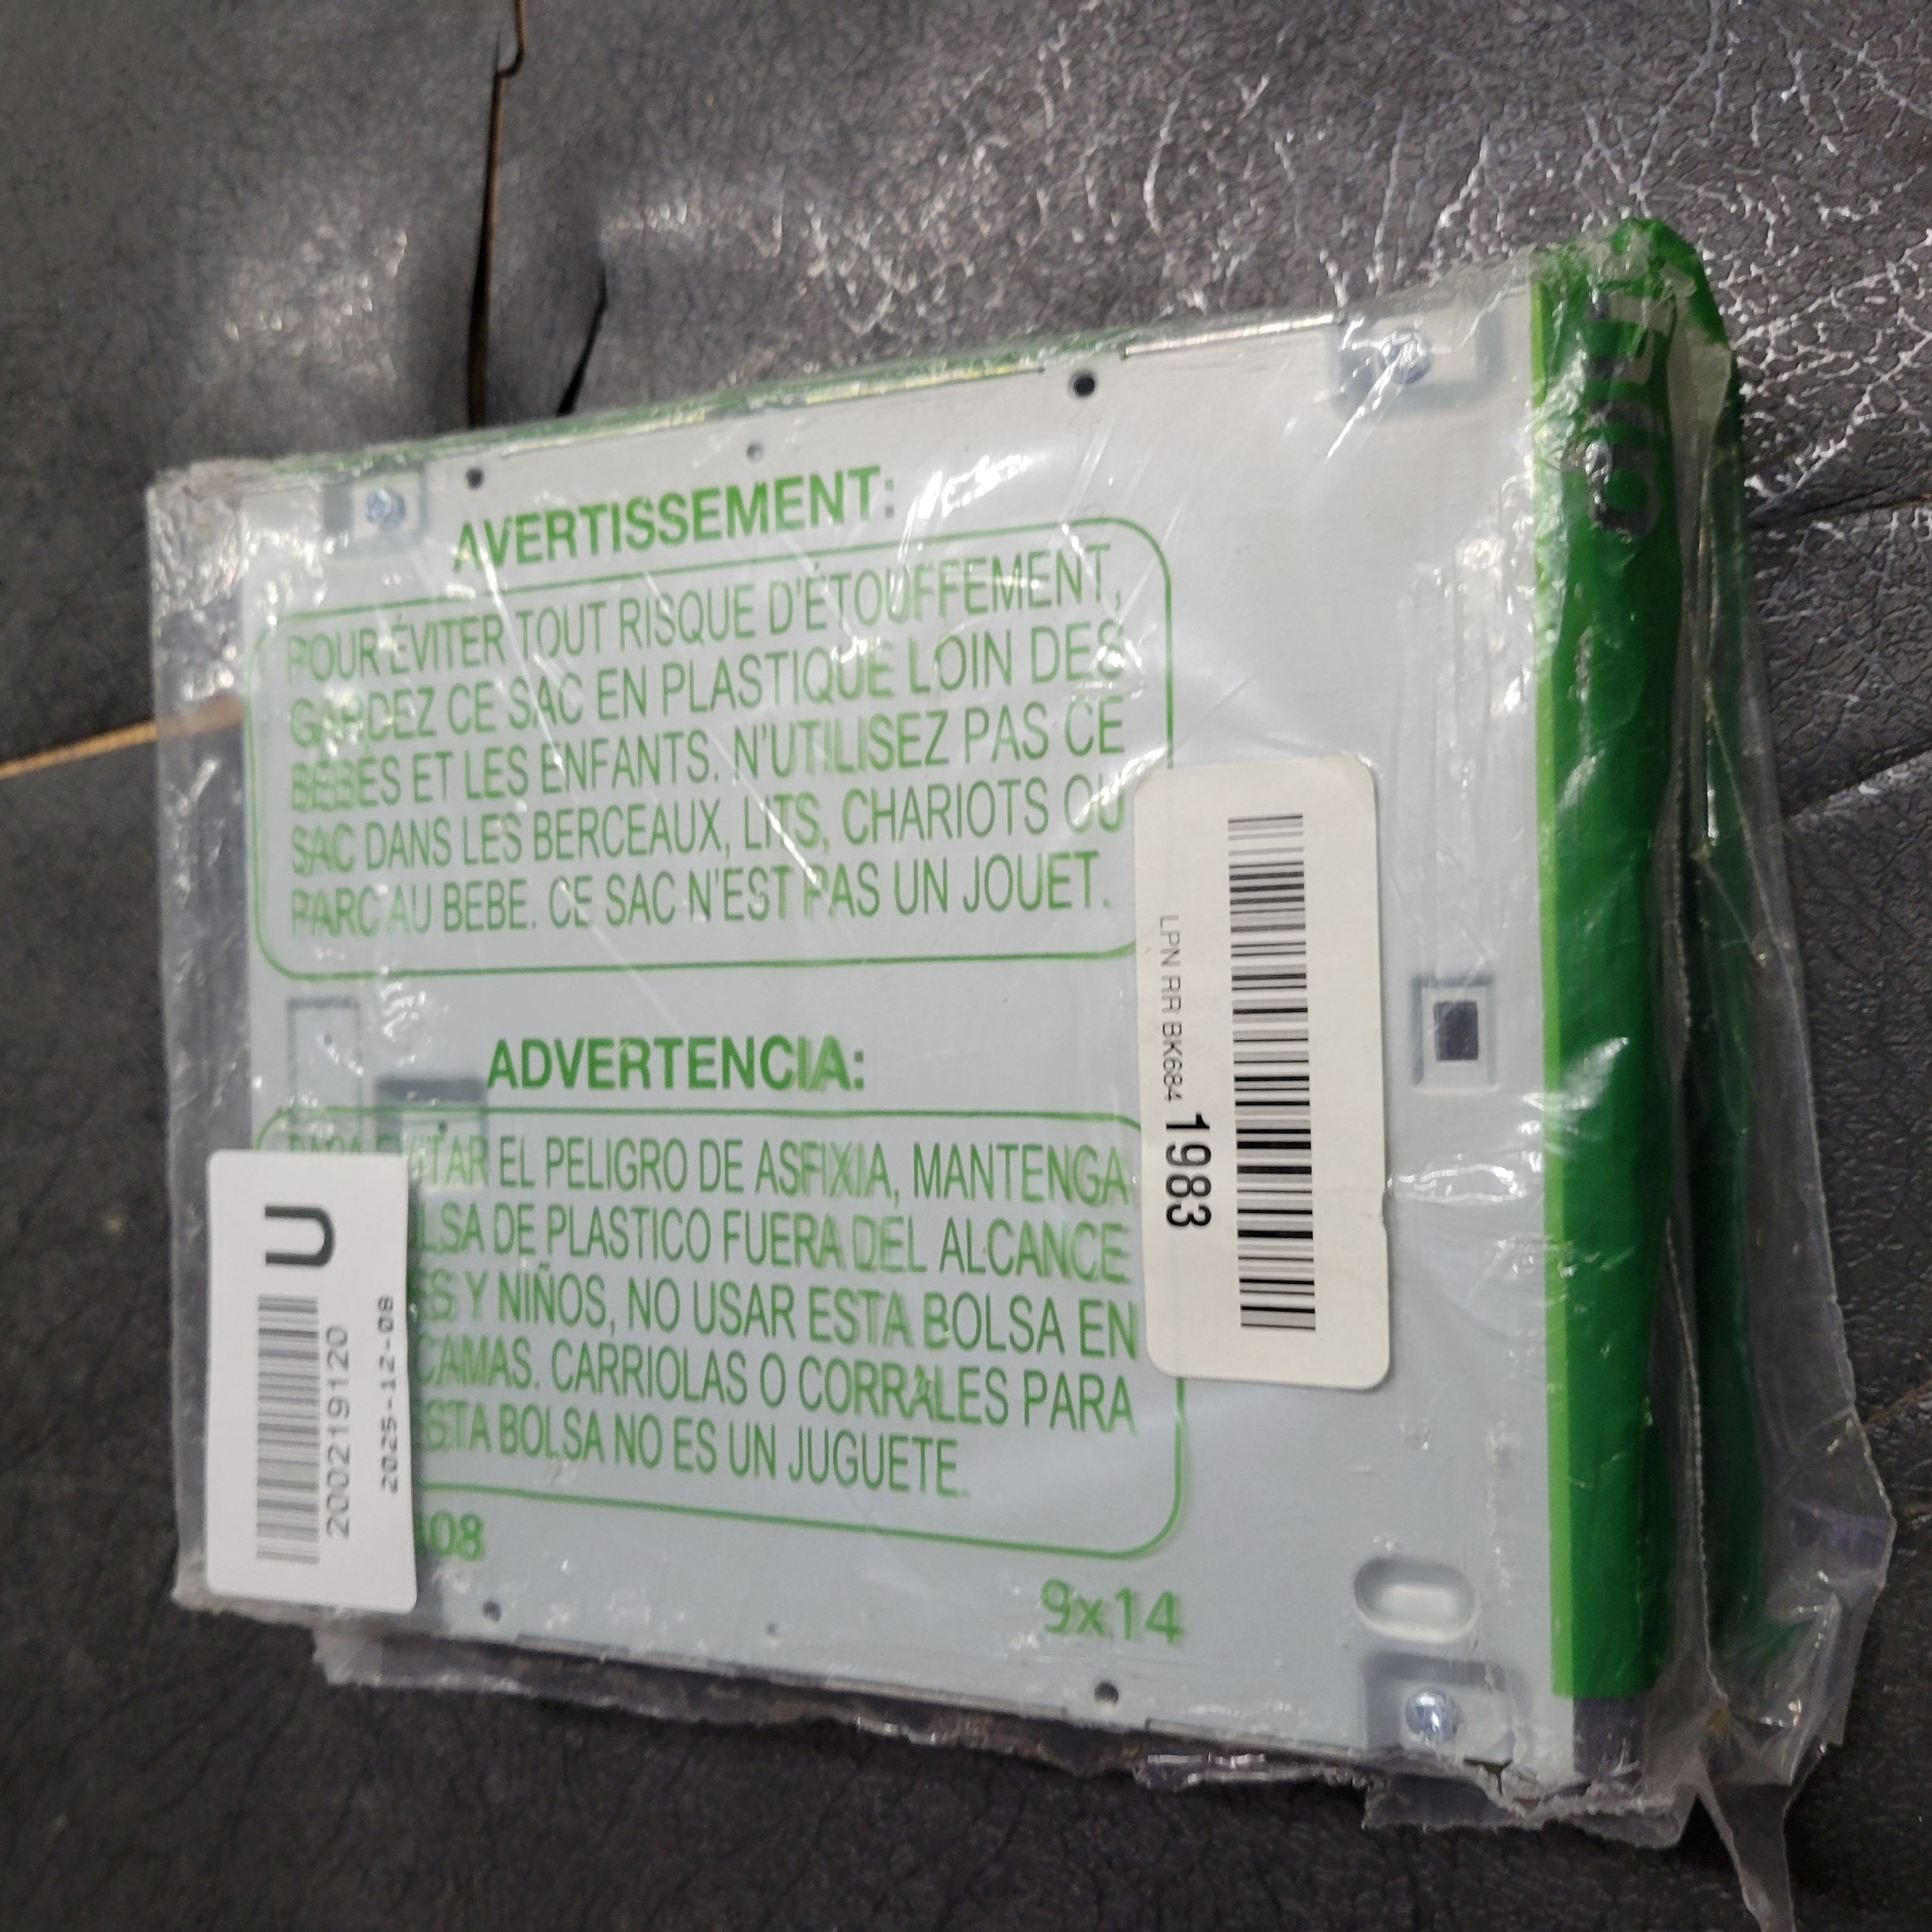 AVERTISSEMENT:
POUR ÉVITER TOUT RISQUE D'ÉTOUFFEMENT,
GARDEZ CE SAC EN PLASTIQUE LOIN DES
BÉBÉS ET LES ENFANTS. N'UTILISEZ PAS CE
SAC DANS LES BERCEAUX, LITS, CHARIOTS OU
PARC AU BEBE. CE SAC N'EST PAS UN JOUET.
ADVERTENCIA:
EL PELIGRO DE ASFIXIA, MANTENGA
DE PLASTICO FUERA DEL ALCANCE
Y NIÑOS, NO USAR ESTA BOLSA EN
CAMAS. CARRIOLAS O CORRALES PARA
ESTA BOLSA NO ES UN JUGUETE.
08
9x14
LPN RR BK684 1983
U
2000219120
2025-12-08